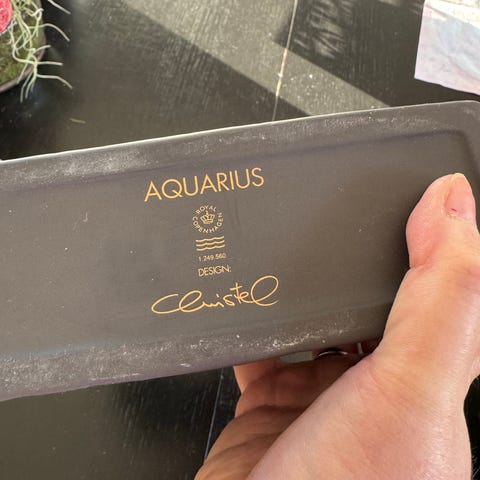 AQUARIUS
ROYAL
COPENHAGEN
1.249.560
DESIGN:
Christel